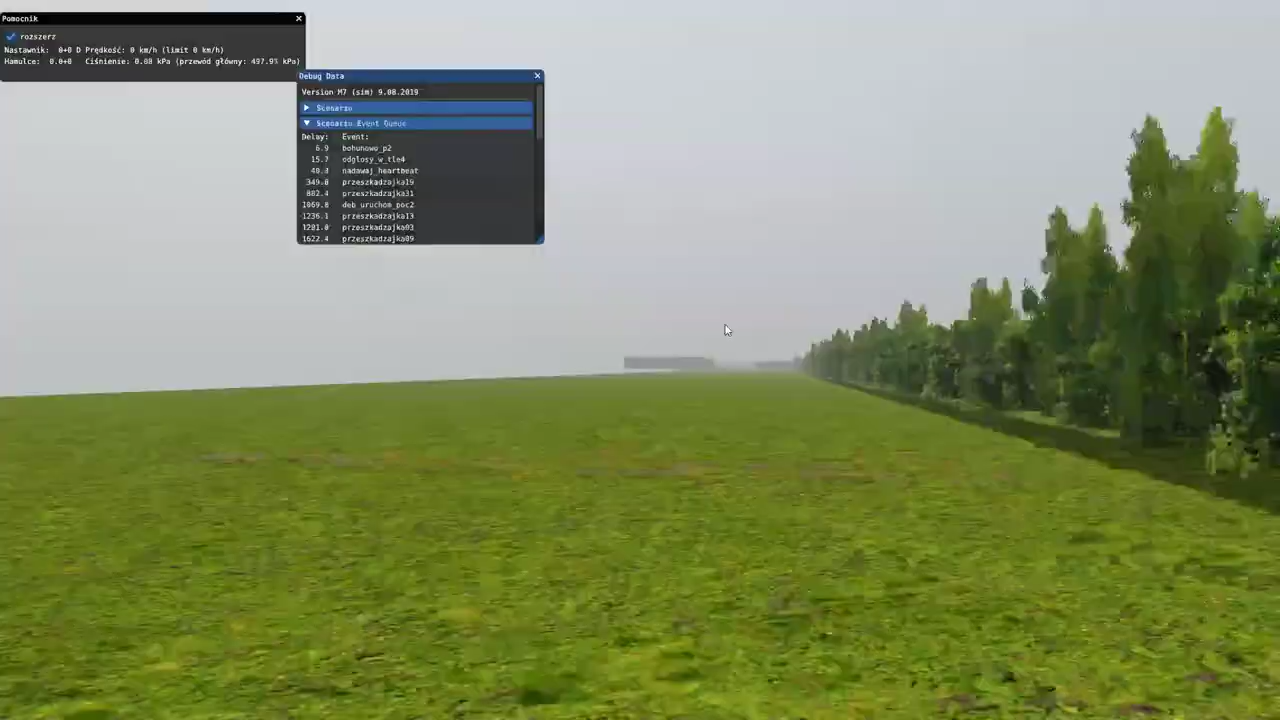 Pomocnik
rozszerz
Nastawnik: 0+0 D Prędkość: 0 km/h (limit 0 km/h)
Hamulce: 0.0+0 Ciśnienie: 0.00 kPa (przewód główny: 497.9% kPa)
Debug Data
Version M7 (sim) 9.08.2019
Scenario
Scenario Event Queue
Delay: Event:
6.9 bohunowo_p2
15.7 odglosy_w_tle4
40.3 nadawaj_heartbeat
349.8 przeszkadzajka19
882.4 przeszkadzajka31
1069.8 deb_uruchom_poc2
1236.1 przeszkadzajka13
1281.0 przeszkadzajka03
1622.4 przeszkadzajka09